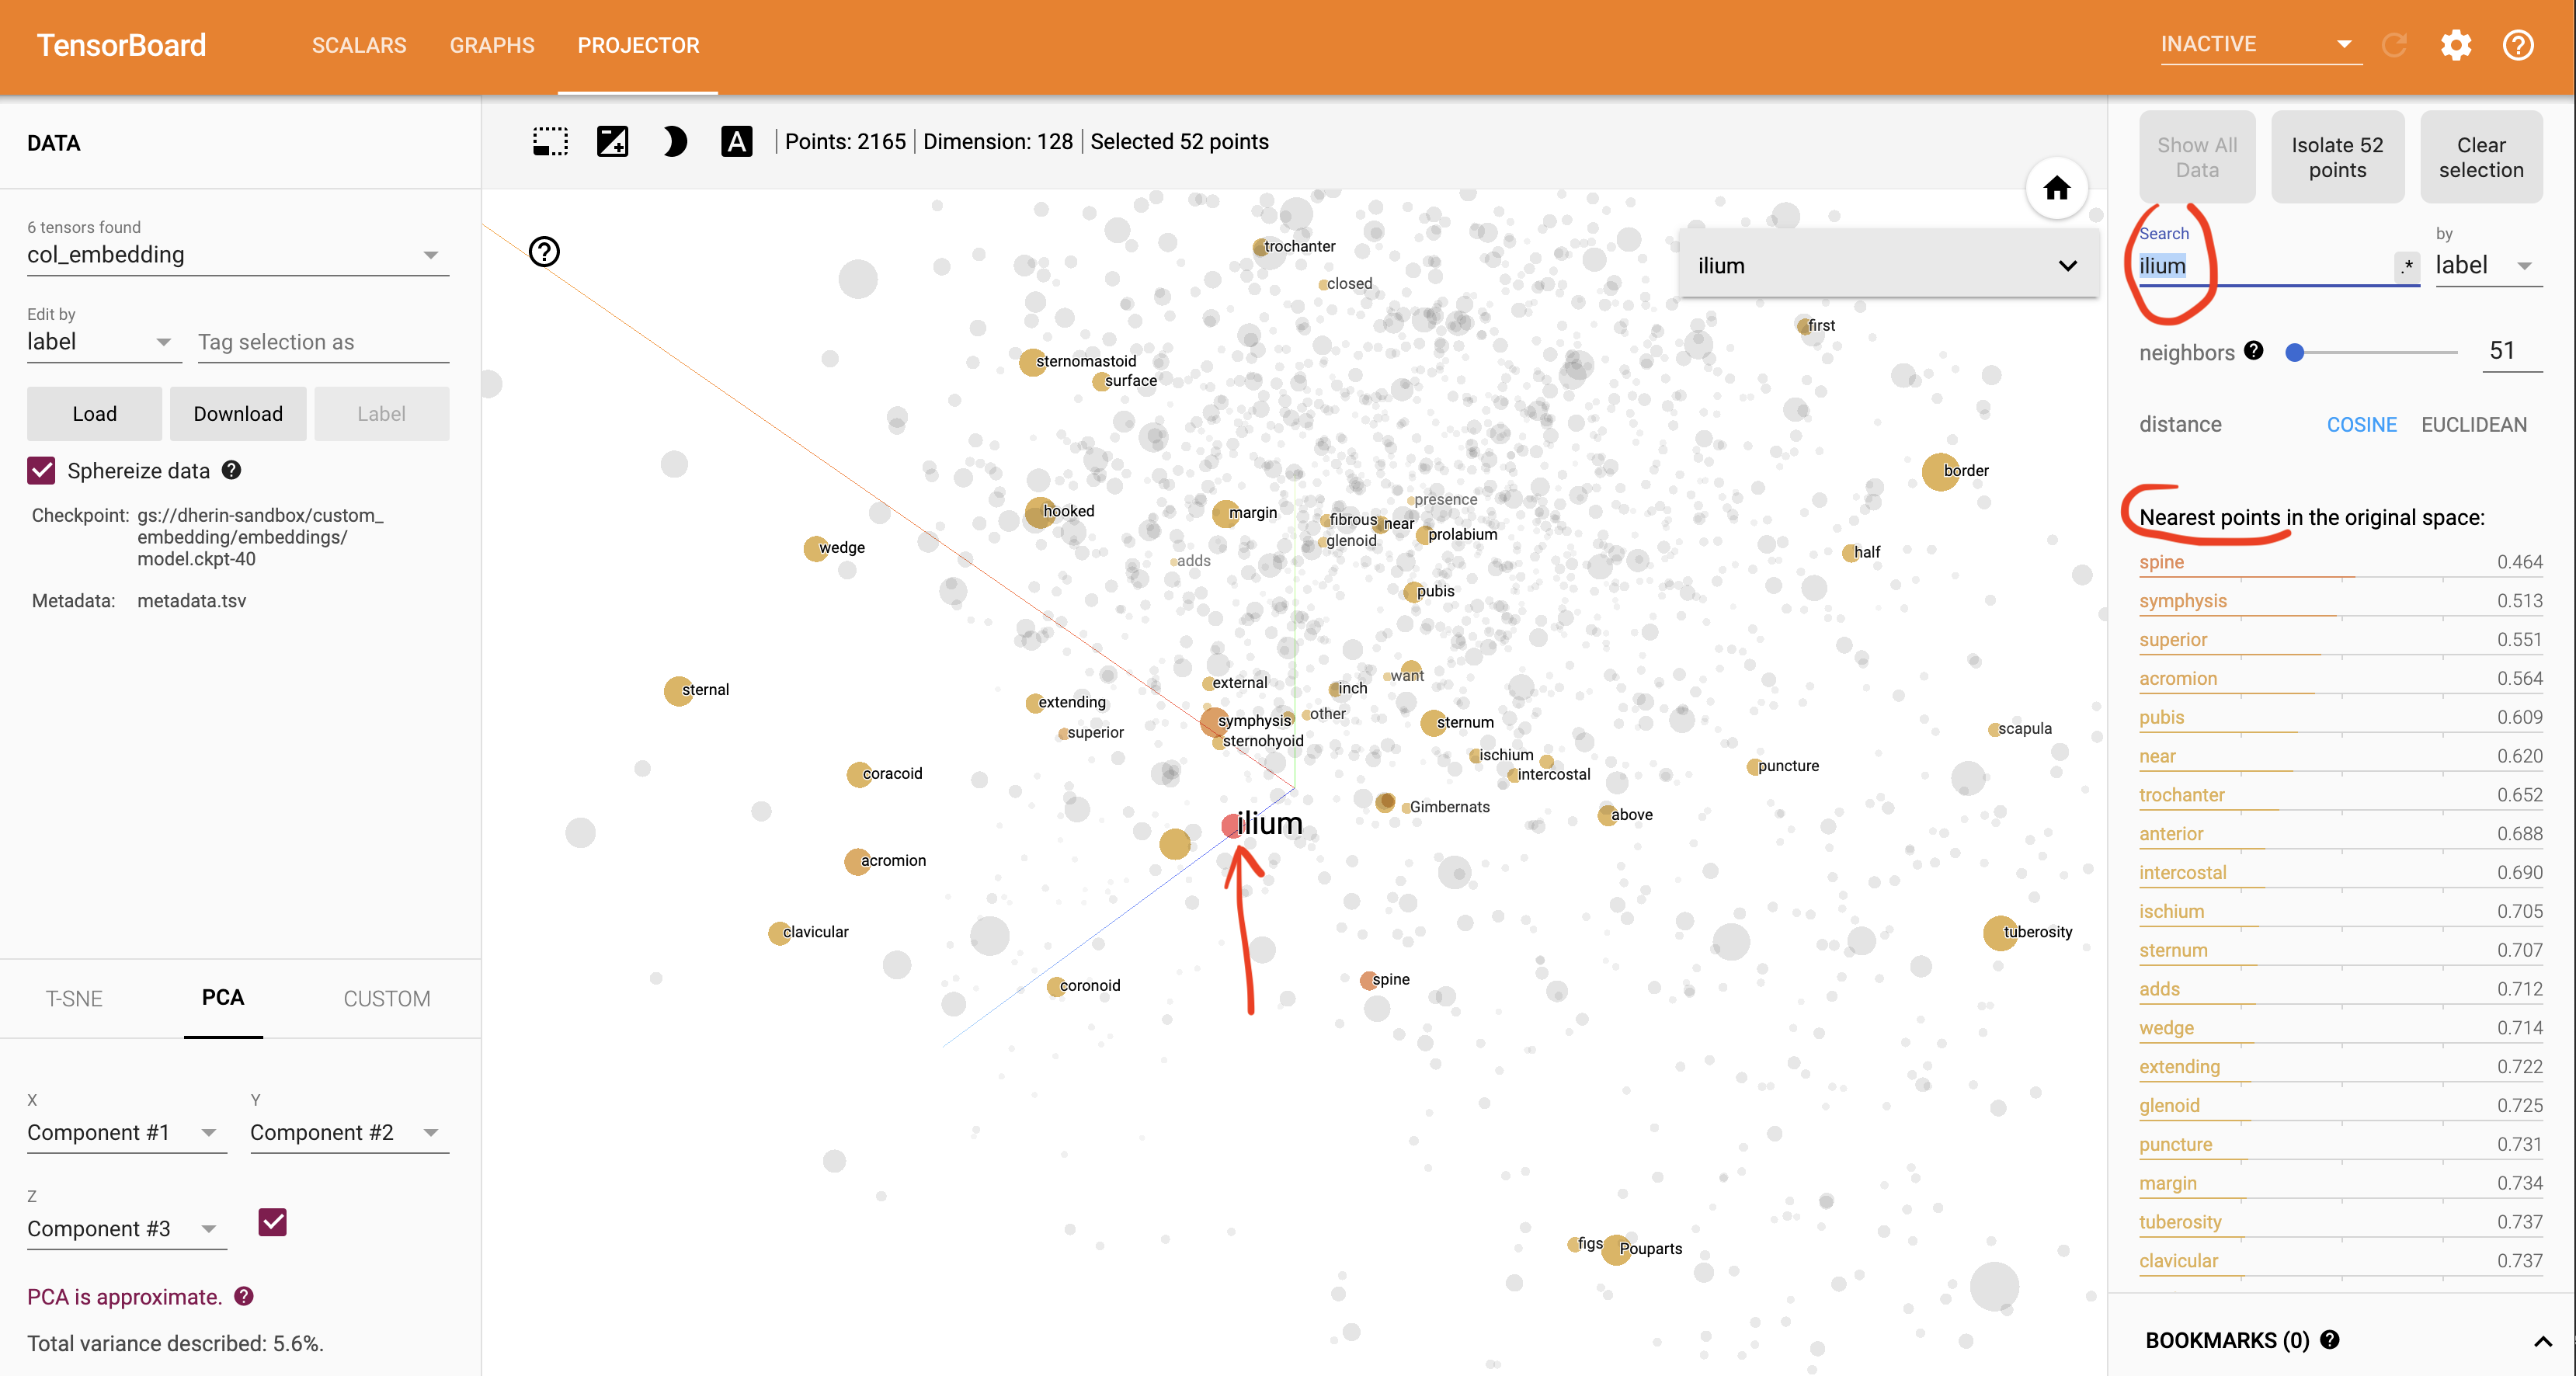 TensorBoard
SCALARS
GRAPHS
PROJECTOR
INACTIVE
DATA
6 tensors found
col_embedding
Edit by
label
Tag selection as
Load
Download
Label
Sphereize data
Checkpoint: gs://dherin-sandbox/custom_
embedding/embeddings/
model.ckpt-40
Metadata: metadata.tsv
T-SNE
PCA
CUSTOM
X
Component #1
Y
Component #2
Z
Component #3
PCA is approximate.
Total variance described: 5.6%.
A
Points: 2165
Dimension: 128
Selected 52 points
ilium
trochanter
closed
first
sternomastoid
surface
border
hooked
margin
presence
fibrous
near
glenoid
prolabium
wedge
half
adds
pubis
sternal
external
want
inch
extending
other
symphysis
sternum
superior
sternohyoid
scapula
ischium
intercostal
puncture
coracoid
Gimbernats
above
ilium
acromion
clavicular
tuberosity
coronoid
spine
figs
Pouparts
Show All
Data
Isolate 52
points
Clear
selection
Search
ilium
.*
by
label
neighbors
51
distance
COSINE
EUCLIDEAN
Nearest points in the original space:
spine 0.464
symphysis 0.513
superior 0.551
acromion 0.564
pubis 0.609
near 0.620
trochanter 0.652
anterior 0.688
intercostal 0.690
ischium 0.705
sternum 0.707
adds 0.712
wedge 0.714
extending 0.722
glenoid 0.725
puncture 0.731
margin 0.734
tuberosity 0.737
clavicular 0.737
BOOKMARKS (0)